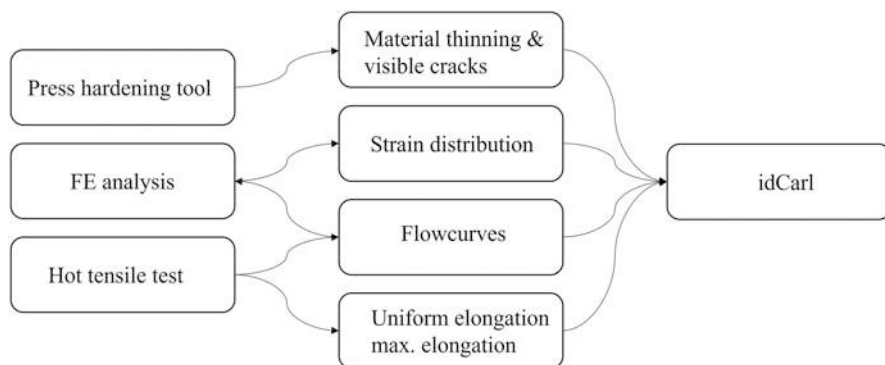 Press hardening tool
FE analysis
Hot tensile test
Material thinning &
visible cracks
Strain distribution
Flowcurves
Uniform elongation
max. elongation
idCarl